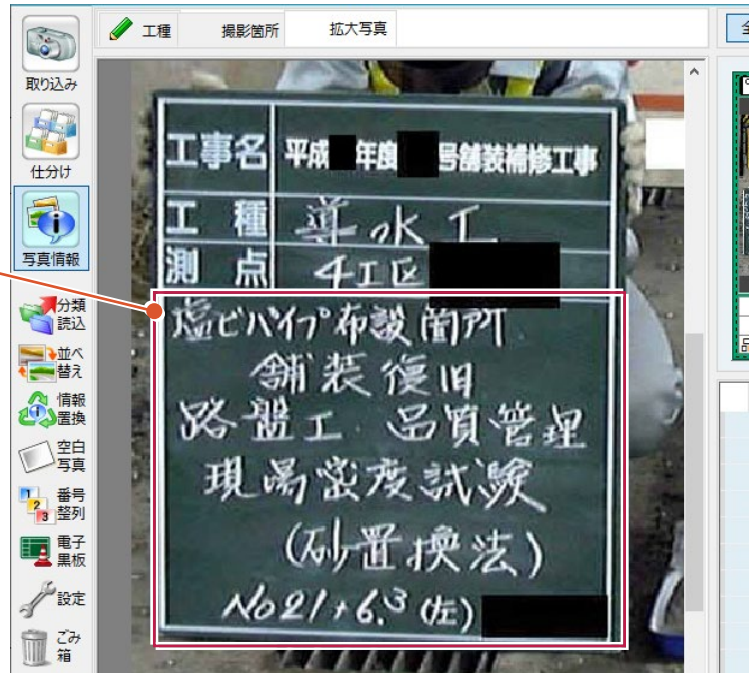 工種
撮影箇所
拡大写真
全
取り込み
仕分け
写真情報
分類
読込
並べ
替え
情報
置換
空白
写真
番号
整列
電子
黒板
設定
ごみ
箱
工事名 平成 年度 号舗装補修工事
工種 導水工
測点 4工区
塩ビパイプ布設箇所
舗装復旧
路盤工 品質管理
現場密度試験
(砂置換法)
No21+6.3(左)
品